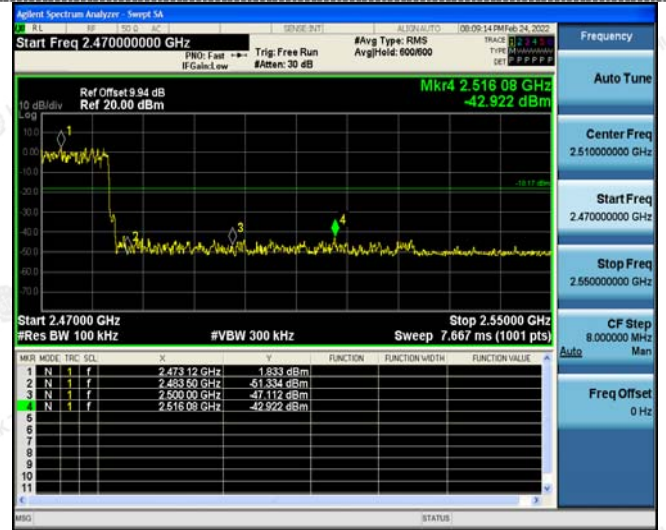 Agilent Spectrum Analyzer - Swept SA
RL RF 50 Ω AC SENSE:INT ALIGN AUTO 08:09:14 PM Feb 24, 2022
Start Freq 2.470000000 GHz
PNO: Fast Trig: Free Run #Avg Type: RMS TRACE 1 2 3 4 5 6
IFGain:Low #Atten: 30 dB Avg|Hold: 600/600 TYPE MWWWWW
DET P P P P P P
Mkr4 2.516 08 GHz
-42.922 dBm
Ref Offset 9.94 dB
10 dB/div Ref 20.00 dBm
Log
10.0
0.00
-10.0
-20.0
-30.0
-40.0
-50.0
-60.0
-70.0
1
2
3
4
-18.17 dBm
Start 2.47000 GHz Stop 2.55000 GHz
#Res BW 100 kHz #VBW 300 kHz Sweep 7.667 ms (1001 pts)
MKR MODE TRC SCL X Y FUNCTION FUNCTION WIDTH FUNCTION VALUE
1 N 1 f 2.473 12 GHz 1.833 dBm
2 N 1 f 2.483 50 GHz -51.334 dBm
3 N 1 f 2.500 00 GHz -47.112 dBm
4 N 1 f 2.516 08 GHz -42.922 dBm
5
6
7
8
9
10
11
MSG STATUS
Frequency
Auto Tune
Center Freq
2.510000000 GHz
Start Freq
2.470000000 GHz
Stop Freq
2.550000000 GHz
CF Step
8.000000 MHz
Auto Man
Freq Offset
0 Hz